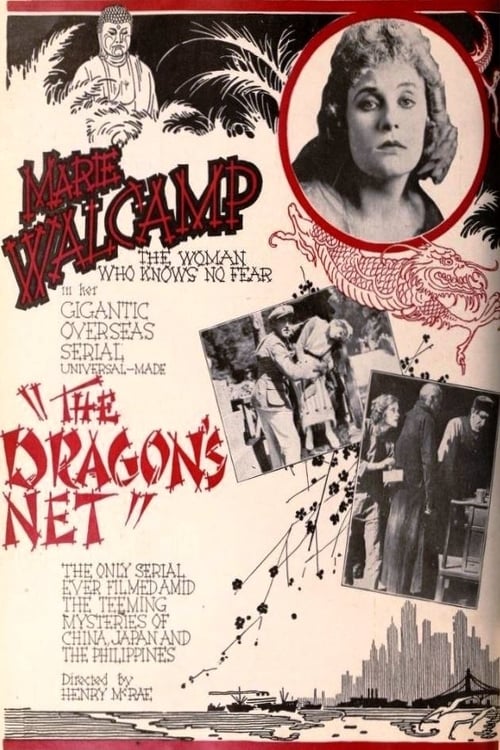 MARIE
WALCAMP
THE WOMAN
WHO KNOWS NO FEAR
in her
GIGANTIC
OVERSEAS
SERIAL
UNIVERSAL-MADE
"THE
DRAGON'S
NET"
THE ONLY SERIAL
EVER FILMED AMID
THE TEEMING
MYSTERIES OF
CHINA, JAPAN AND
THE PHILIPPINES
Directed by
HENRY McRAE